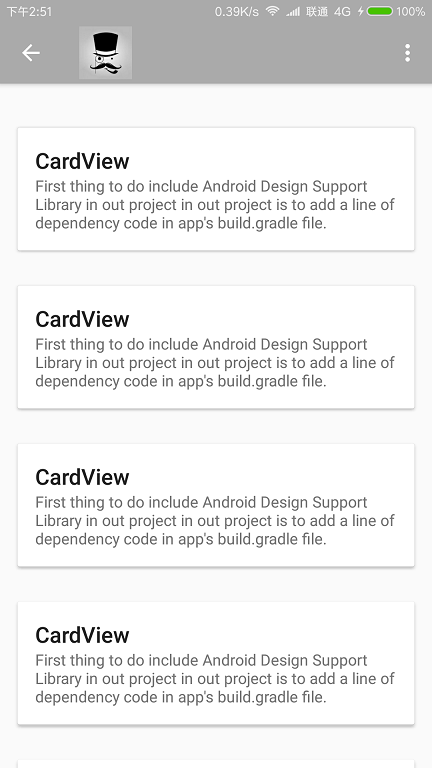 下午2:51 0.39K/s 联通 4G 100%
CardView
First thing to do include Android Design Support
Library in out project in out project is to add a line of
dependency code in app's build.gradle file.
CardView
First thing to do include Android Design Support
Library in out project in out project is to add a line of
dependency code in app's build.gradle file.
CardView
First thing to do include Android Design Support
Library in out project in out project is to add a line of
dependency code in app's build.gradle file.
CardView
First thing to do include Android Design Support
Library in out project in out project is to add a line of
dependency code in app's build.gradle file.